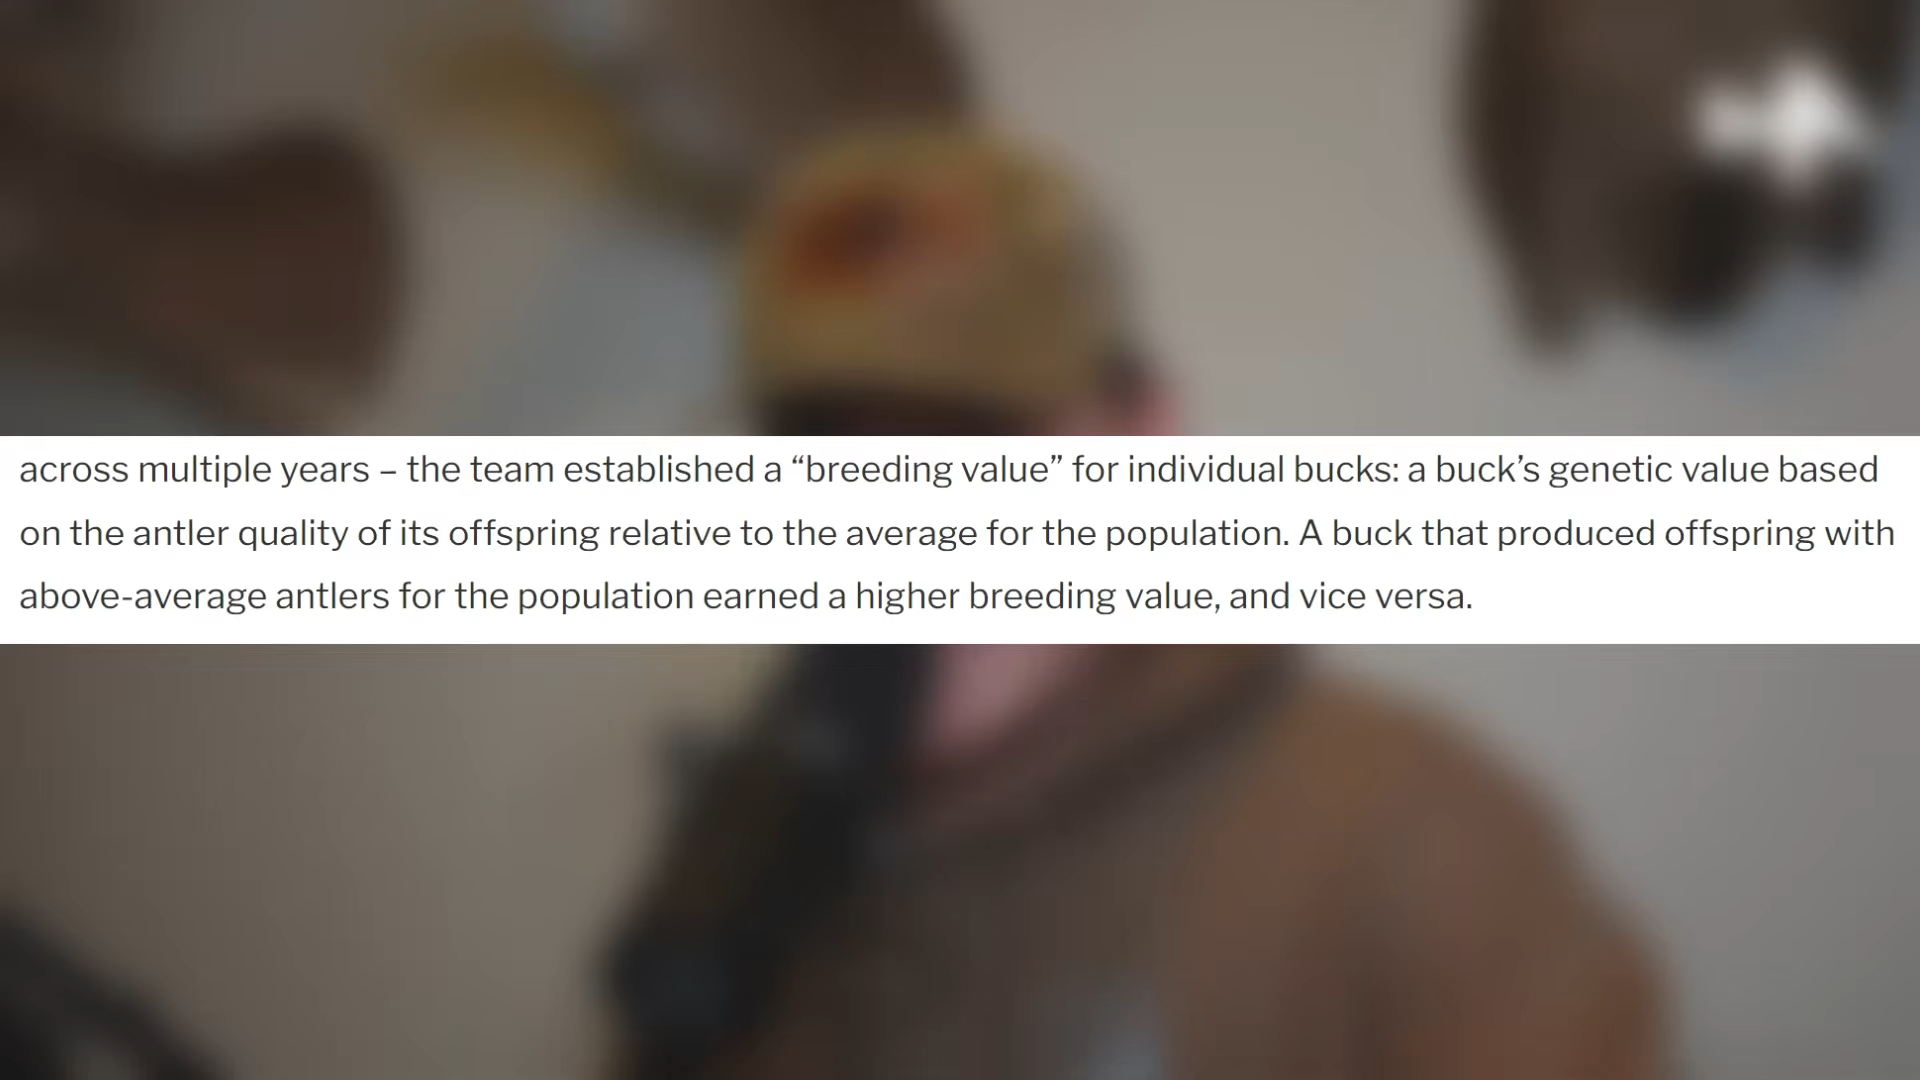 across multiple years – the team established a “breeding value” for individual bucks: a buck’s genetic value based
on the antler quality of its offspring relative to the average for the population. A buck that produced offspring with
above-average antlers for the population earned a higher breeding value, and vice versa.